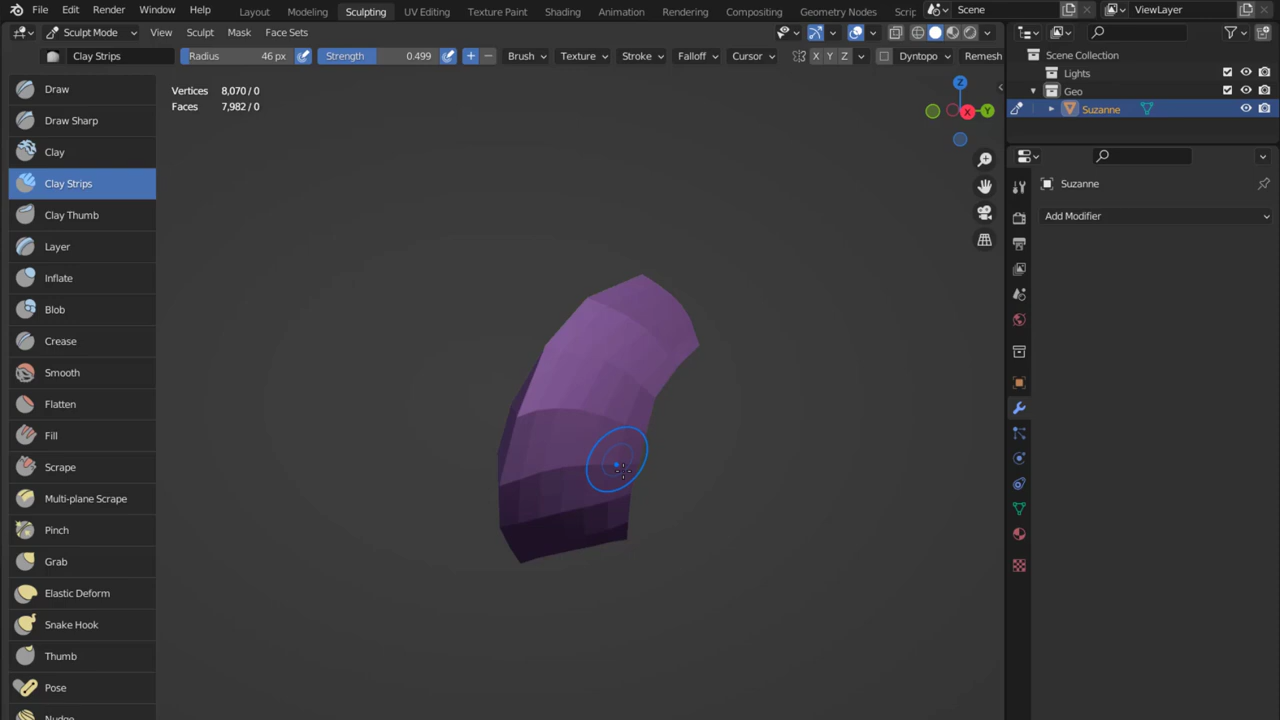 File Edit Render Window Help Layout Modeling Sculpting UV Editing Texture Paint Shading Animation Rendering Compositing Geometry Nodes Scrip Scene ViewLayer
Sculpt Mode View Sculpt Mask Face Sets
Clay Strips Radius 46 px Strength 0.499 Brush Texture Stroke Falloff Cursor X Y Z Dyntopo Remesh
Scene Collection
Lights
Geo
Suzanne
Vertices 8,070 / 0
Faces 7,982 / 0
Z
X
Y
Draw
Draw Sharp
Clay
Clay Strips
Clay Thumb
Layer
Inflate
Blob
Crease
Smooth
Flatten
Fill
Scrape
Multi-plane Scrape
Pinch
Grab
Elastic Deform
Snake Hook
Thumb
Pose
Nudge
Suzanne
Add Modifier